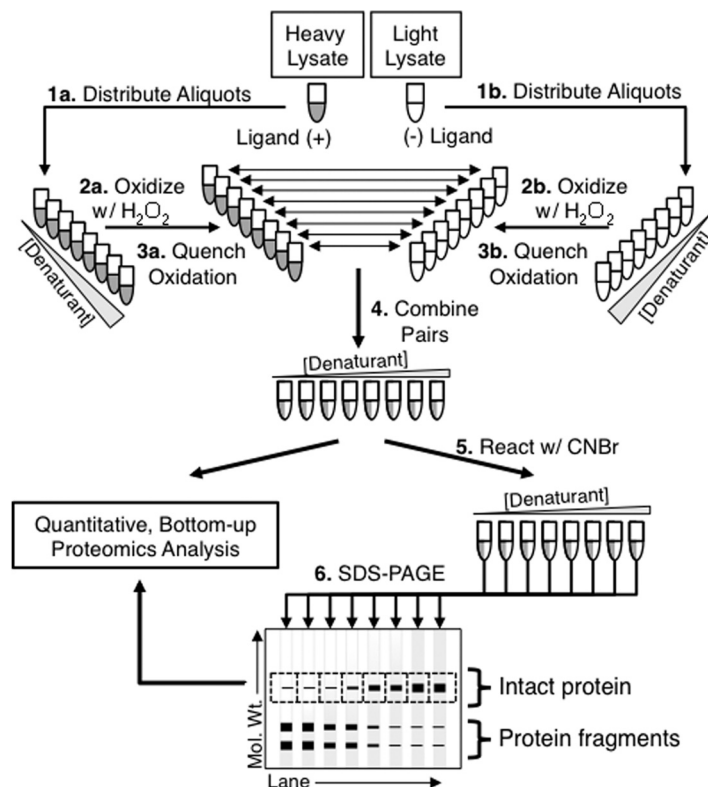 Heavy Lysate
Light Lysate
1a. Distribute Aliquots
1b. Distribute Aliquots
Ligand (+)
(-) Ligand
2a. Oxidize
w/ H2O2
3a. Quench
Oxidation
2b. Oxidize
w/ H2O2
3b. Quench
Oxidation
[Denaturant]
[Denaturant]
4. Combine
Pairs
[Denaturant]
5. React w/ CNBr
[Denaturant]
Quantitative, Bottom-up
Proteomics Analysis
6. SDS-PAGE
Mol. Wt.
Intact protein
Protein fragments
Lane